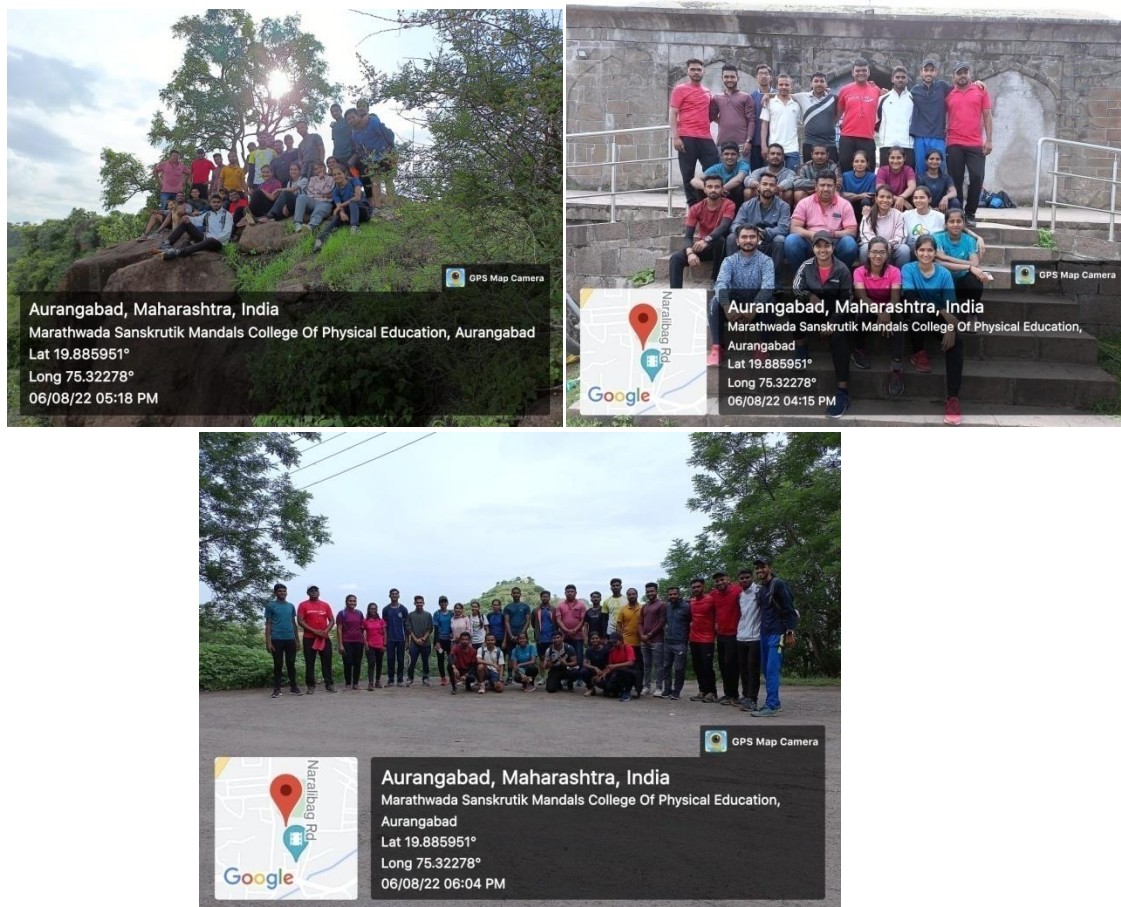 GPS Map Camera
Aurangabad, Maharashtra, India
Marathwada Sanskrutik Mandals College Of Physical Education, Aurangabad
Lat 19.885951°
Long 75.32278°
06/08/22 05:18 PM
GPS Map Camera
Naralibag Rd
Google
Aurangabad, Maharashtra, India
Marathwada Sanskrutik Mandals College Of Physical Education,
Aurangabad
Lat 19.885951°
Long 75.32278°
06/08/22 04:15 PM
GPS Map Camera
Naralibag Rd
Google
Aurangabad, Maharashtra, India
Marathwada Sanskrutik Mandals College Of Physical Education,
Aurangabad
Lat 19.885951°
Long 75.32278°
06/08/22 06:04 PM